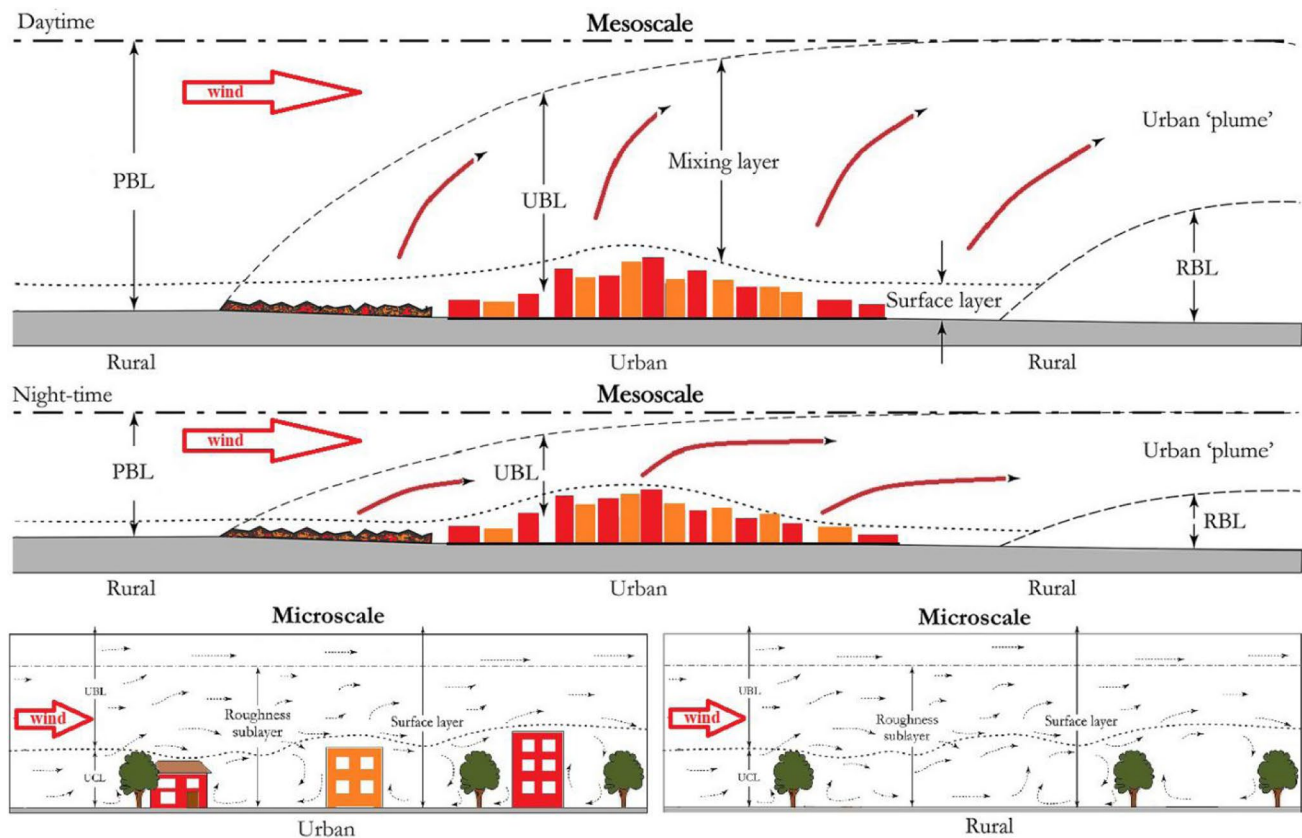 Daytime
Mesoscale
wind
PBL
UBL
Mixing layer
Urban ‘plume’
RBL
Surface layer
Rural
Urban
Rural
Night-time
Mesoscale
wind
PBL
UBL
Urban ‘plume’
RBL
Rural
Urban
Rural
Microscale
UBL
wind
Roughness
sublayer
Surface layer
UCL
Urban
Microscale
UBL
wind
Roughness
sublayer
Surface layer
UCL
Rural